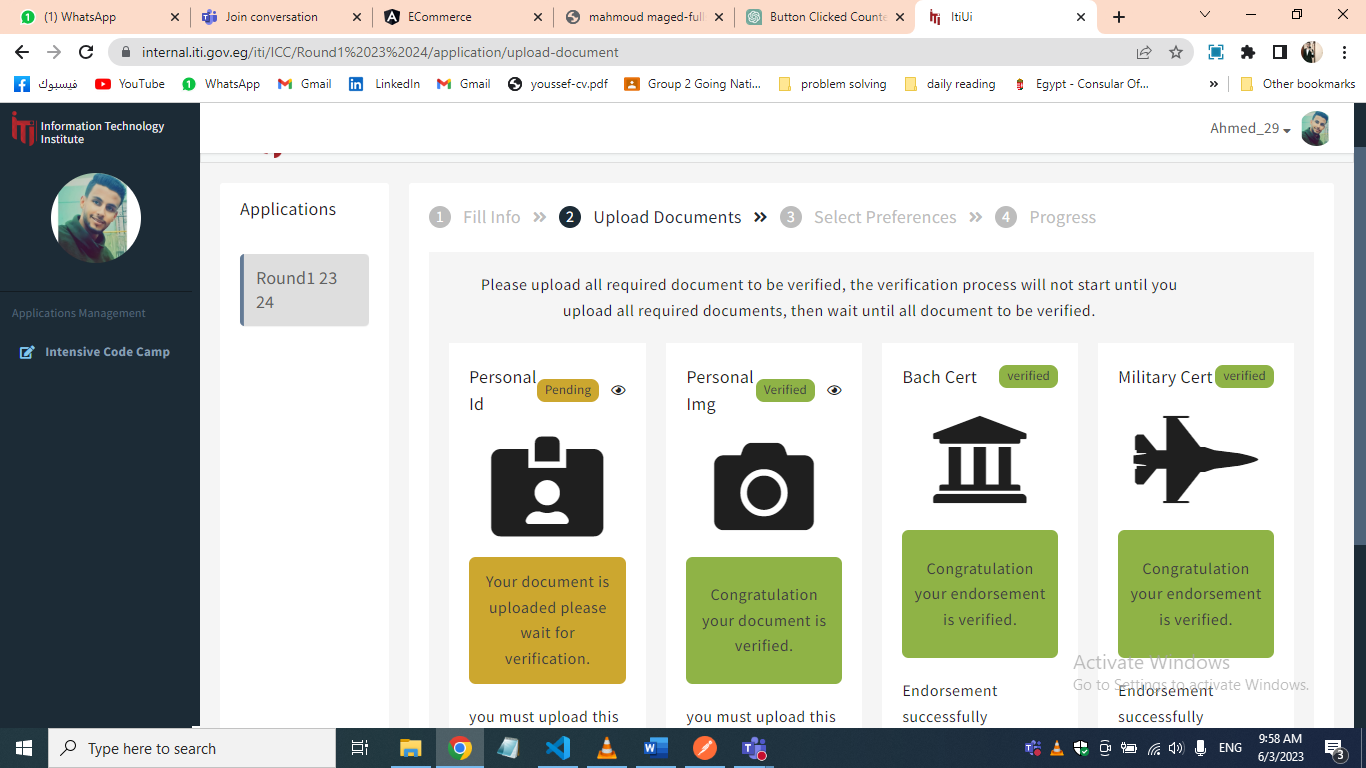 (1) WhatsApp
Join conversation
ECommerce
mahmoud maged-full
Button Clicked Counte
ItiUi
internal.iti.gov.eg/iti/ICC/Round1%2023%2024/application/upload-document
فيسبوك
YouTube
WhatsApp
Gmail
LinkedIn
Gmail
youssef-cv.pdf
Group 2 Going Nati...
problem solving
daily reading
Egypt - Consular Of...
»
Other bookmarks
iTi
Information Technology
Institute
Ahmed_29
Applications Management
Intensive Code Camp
Applications
Round1 23
24
1 Fill Info » 2 Upload Documents » 3 Select Preferences » 4 Progress
Please upload all required document to be verified, the verification process will not start until you
upload all required documents, then wait until all document to be verified.
Personal
Id
Pending
Your document is
uploaded please
wait for
verification.
you must upload this
Personal
Img
Verified
Congratulation
your document is
verified.
you must upload this
Bach Cert
verified
Congratulation
your endorsement
is verified.
Endorsement
successfully
Military Cert
verified
Congratulation
your endorsement
is verified.
Endorsement
successfully
Activate Windows
Go to Settings to activate Windows.
Type here to search
ENG
9:58 AM
6/3/2023
3